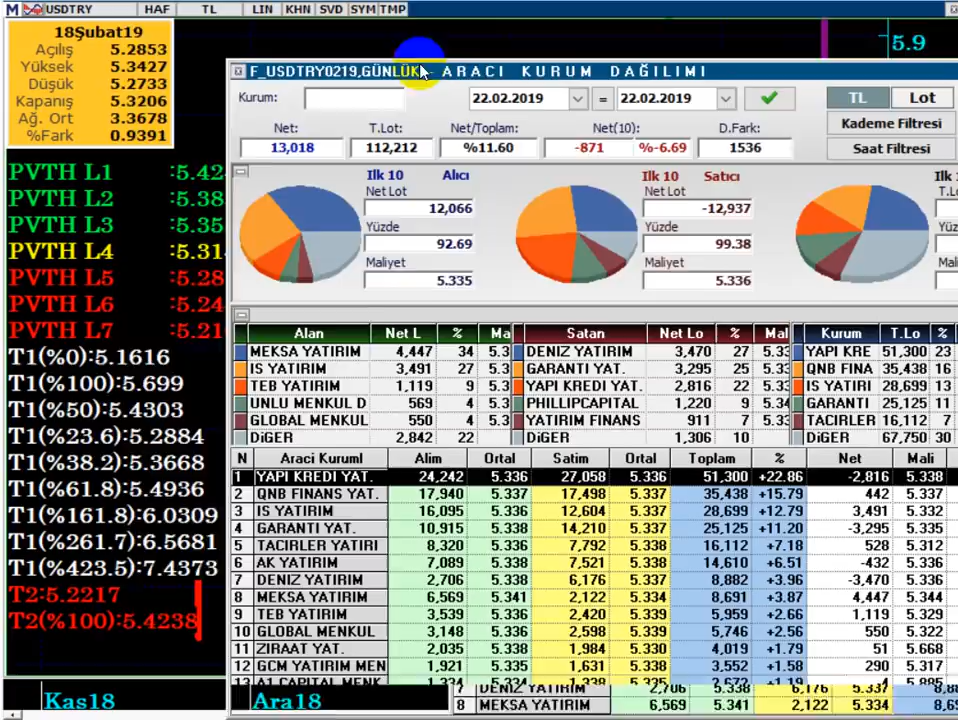 M USDTRY HAF TL LIN KHN SVD SYM TMP
18Şubat19
Açılış 5.2853
Yüksek 5.3427
Düşük 5.2733
Kapanış 5.3206
Ağ. Ort 3.3678
%Fark 0.9391
5.9
PVTH L1 :5.42
PVTH L2 :5.38
PVTH L3 :5.35
PVTH L4 :5.31
PVTH L5 :5.28
PVTH L6 :5.24
PVTH L7 :5.21
T1(%0):5.1616
T1(%100):5.699
T1(%50):5.4303
T1(%23.6):5.2884
T1(%38.2):5.3668
T1(%61.8):5.4936
T1(%161.8):6.0309
T1(%261.7):6.5681
T1(%423.5):7.4373
T2:5.2217
T2(%100):5.4238
Kas18 Ara18
F_USDTRY0219,GÜNLÜK - ARACI KURUM DAĞILIMI
Kurum: 22.02.2019 = 22.02.2019 TL Lot
Kademe Filtresi
Saat Filtresi
Net: T.Lot: Net/Toplam: Net(10): D.Fark:
13,018 112,212 %11.60 -871 %-6.69 1536
Ilk 10 Alıcı
Net Lot
12,066
Yüzde
92.69
Maliyet
5.335
Ilk 10 Satıcı
Net Lot
-12,937
Yüzde
99.38
Maliyet
5.336
Alan Net L % Ma Satan Net Lo % Mal Kurum T.Lo %
MEKSA YATIRIM 4,447 34 5.3 DENIZ YATIRIM 3,470 27 5.33 YAPI KRE 51,300 23
IS YATIRIM 3,491 27 5.3 GARANTI YAT. 3,295 25 5.33 QNB FINA 35,438 16
TEB YATIRIM 1,119 9 5.3 YAPI KREDI YAT. 2,816 22 5.33 IS YATIRI 28,699 13
UNLU MENKUL D 569 4 5.3 PHILLIPCAPITAL 1,220 9 5.34 GARANTI 25,125 11
GLOBAL MENKUL 550 4 5.3 YATIRIM FINANS 911 7 5.33 TACIRLER 16,112 7
DiGER 2,842 22 DiGER 1,306 10 DiGER 67,750 30
N Araci Kuruml Alim Ortal Satim Ortal Toplam % Net Mali
1 YAPI KREDI YAT. 24,242 5.336 27,058 5.336 51,300 +22.86 -2,816 5.338
2 QNB FINANS YAT. 17,940 5.337 17,498 5.336 35,438 +15.79 442 5.337
3 IS YATIRIM 16,095 5.336 12,604 5.336 28,699 +12.79 3,491 5.332
4 GARANTI YAT. 10,915 5.338 14,210 5.337 25,125 +11.20 -3,295 5.335
5 TACIRLER YATIRI 8,320 5.336 7,792 5.338 16,112 +7.18 528 5.312
6 AK YATIRIM 7,089 5.338 7,521 5.338 14,610 +6.51 -432 5.336
7 DENIZ YATIRIM 2,706 5.338 6,176 5.337 8,882 +3.96 -3,470 5.336
8 MEKSA YATIRIM 6,569 5.341 2,122 5.334 8,691 +3.87 4,447 5.344
9 TEB YATIRIM 3,539 5.336 2,420 5.339 5,959 +2.66 1,119 5.329
10 GLOBAL MENKUL 3,148 5.336 2,598 5.339 5,746 +2.56 550 5.322
11 ZIRAAT YAT. 2,035 5.338 1,984 5.330 4,019 +1.79 51 5.668
12 GCM YATIRIM MEN 1,921 5.335 1,631 5.338 3,552 +1.58 290 5.317
7 DENIZ YATIRIM 2,706 5.338 6,176 5.337
8 MEKSA YATIRIM 6,569 5.341 2,122 5.334